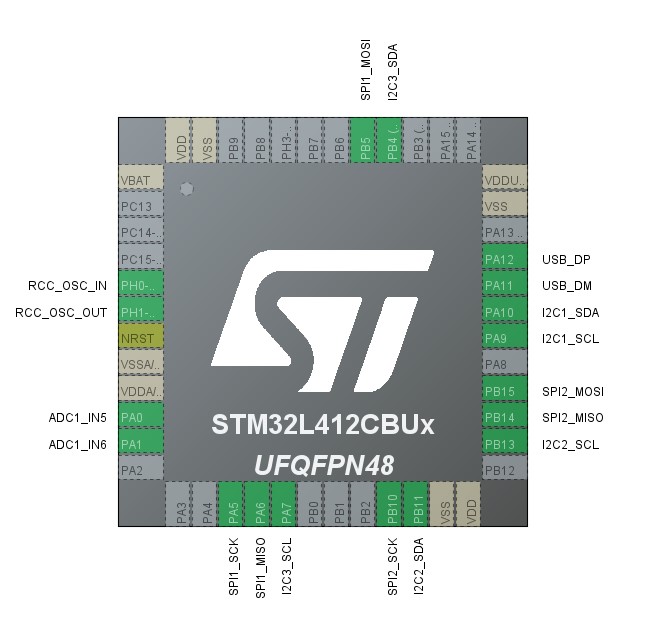 SPI1_MOSI
I2C3_SDA
VDD
VSS
PB9
PB8
PH3-..
PB7
PB6
PB5
PB4 (..
PB3 (..
PA15..
PA14..
VBAT
PC13
PC14-..
PC15-..
RCC_OSC_IN PH0-..
RCC_OSC_OUT PH1-..
NRST
VSSA/..
VDDA/..
ADC1_IN5 PA0
ADC1_IN6 PA1
PA2
VDDU..
VSS
PA13 ..
PA12 USB_DP
PA11 USB_DM
PA10 I2C1_SDA
PA9 I2C1_SCL
PA8
PB15 SPI2_MOSI
PB14 SPI2_MISO
PB13 I2C2_SCL
PB12
ST
STM32L412CBUx
UFQFPN48
PA3
PA4
PA5
PA6
PA7
PB0
PB1
PB2
PB10
PB11
VSS
VDD
SPI1_SCK
SPI1_MISO
I2C3_SCL
SPI2_SCK
I2C2_SDA